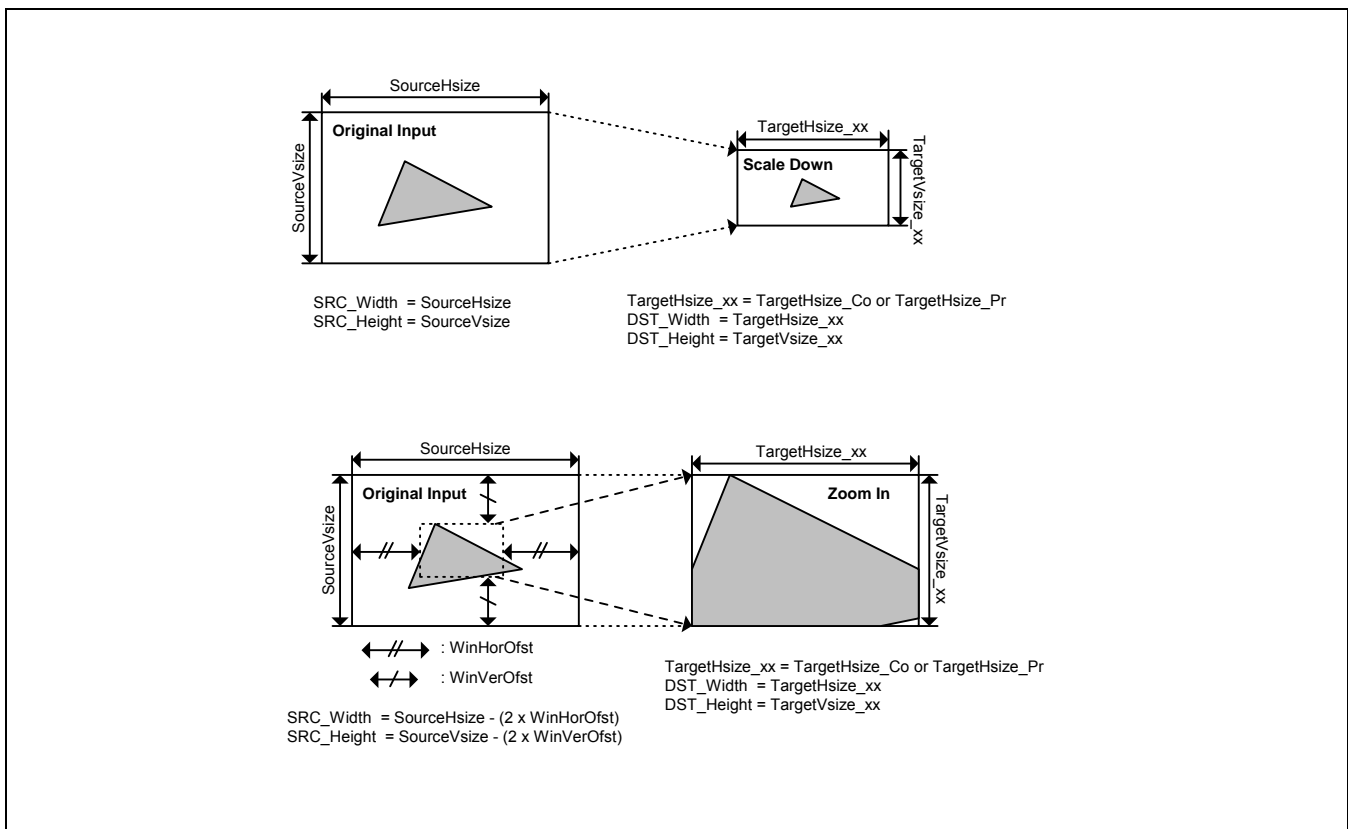 SourceHsize
SourceVsize
Original Input
TargetHsize_xx
TargetVsize_xx
Scale Down
SRC_Width = SourceHsize
SRC_Height = SourceVsize
TargetHsize_xx = TargetHsize_Co or TargetHsize_Pr
DST_Width = TargetHsize_xx
DST_Height = TargetVsize_xx
SourceHsize
SourceVsize
Original Input
TargetHsize_xx
TargetVsize_xx
Zoom In
: WinHorOfst
: WinVerOfst
SRC_Width = SourceHsize - (2 x WinHorOfst)
SRC_Height = SourceVsize - (2 x WinVerOfst)
TargetHsize_xx = TargetHsize_Co or TargetHsize_Pr
DST_Width = TargetHsize_xx
DST_Height = TargetVsize_xx